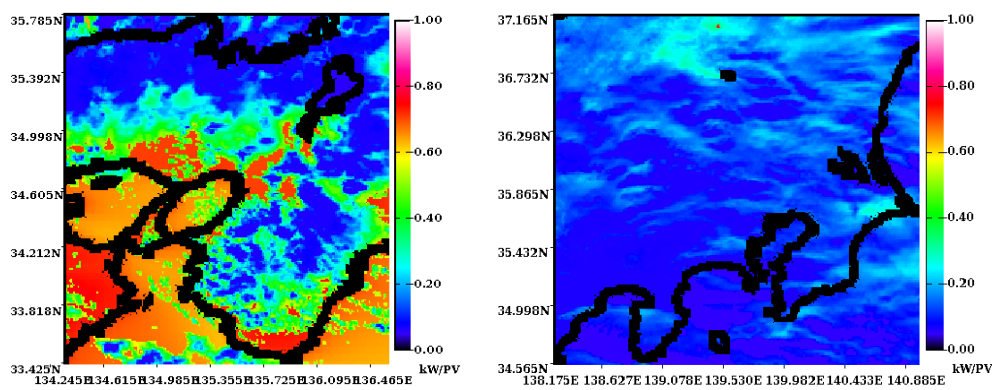 35.785N
35.392N
34.998N
34.605N
34.212N
33.818N
33.425N
134.245E 134.615E 134.985E 135.355E 135.725E 136.095E 136.465E
1.00
0.80
0.60
0.40
0.20
0.00
kW/PV
37.165N
36.732N
36.298N
35.865N
35.432N
34.998N
34.565N
138.175E 138.627E 139.078E 139.530E 139.982E 140.433E 140.885E
1.00
0.80
0.60
0.40
0.20
0.00
kW/PV